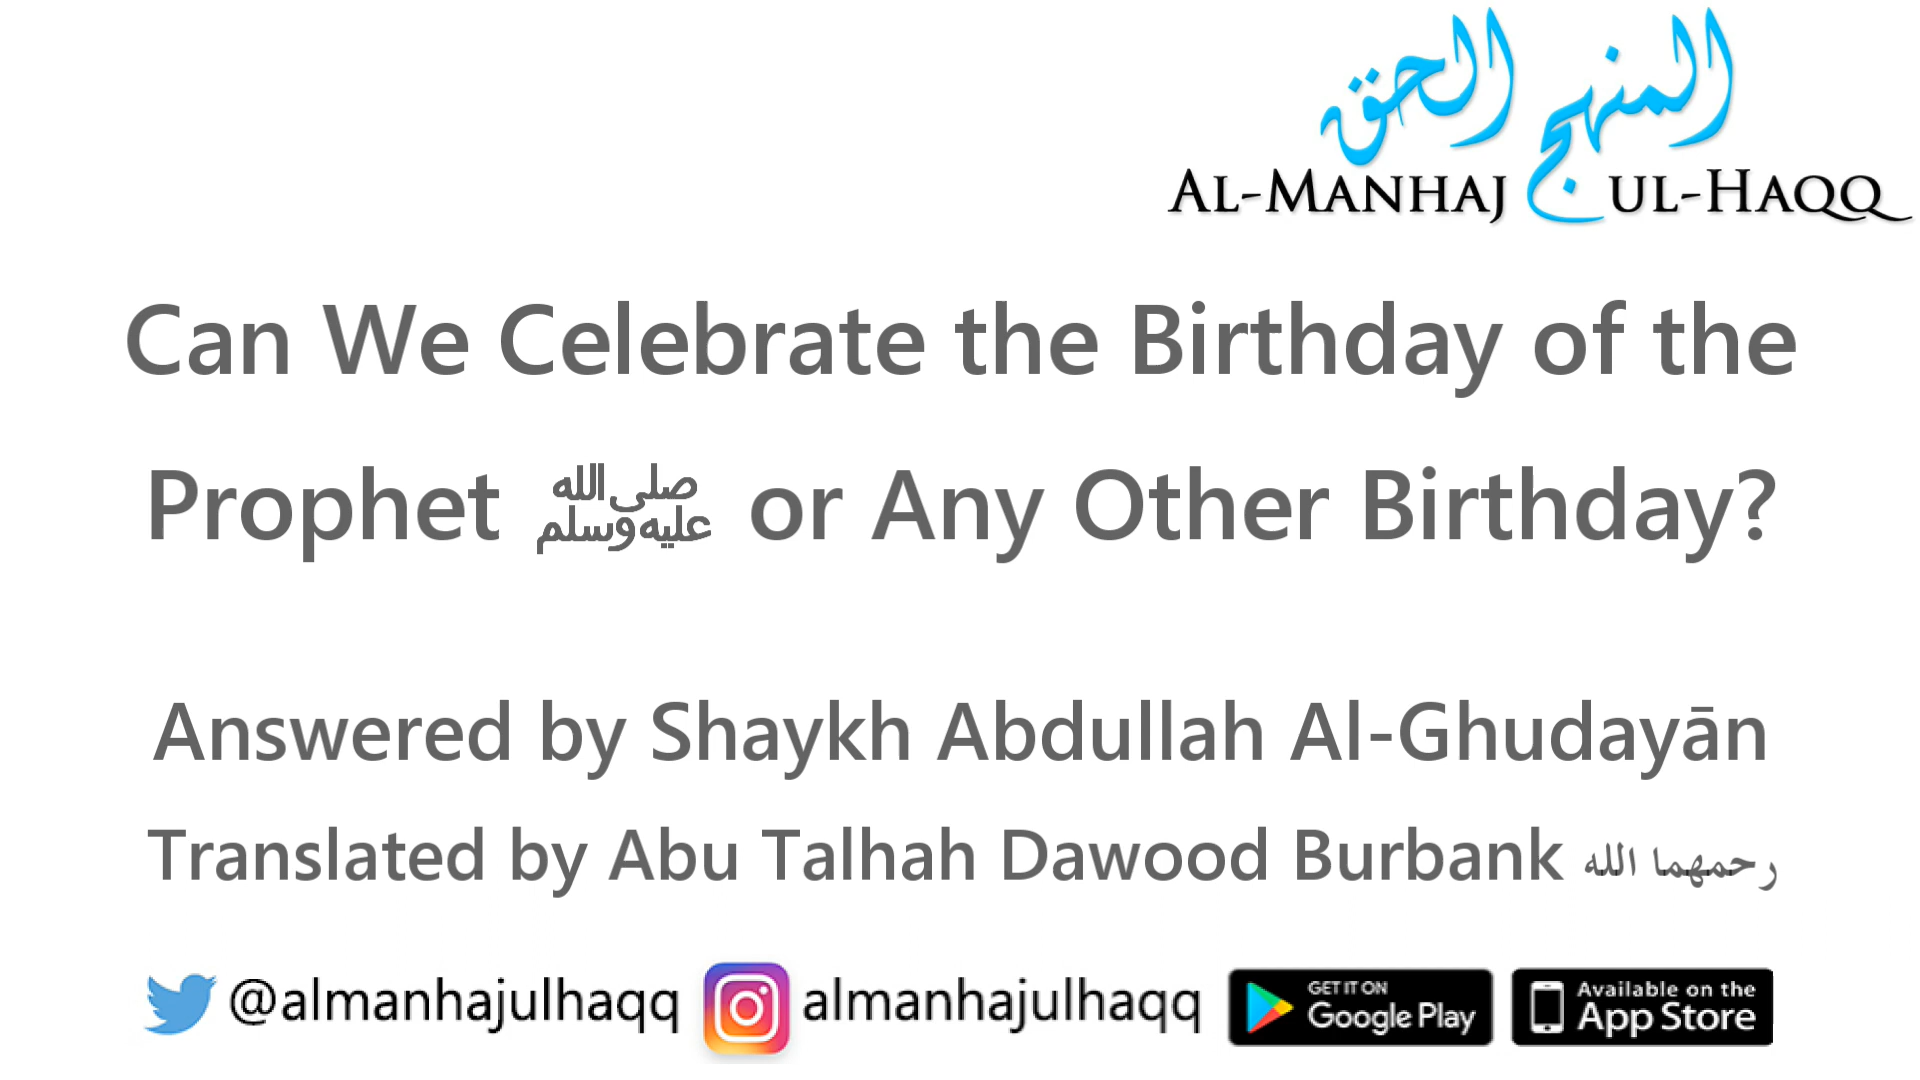 المنهج الحق
AL-MANHAJ UL-HAQQ
Can We Celebrate the Birthday of the
Prophet ﷺ or Any Other Birthday?
Answered by Shaykh Abdullah Al-Ghudayān
Translated by Abu Talhah Dawood Burbank رحمهما الله
@almanhajulhaqq almanhajulhaqq GET IT ON Google Play Available on the App Store